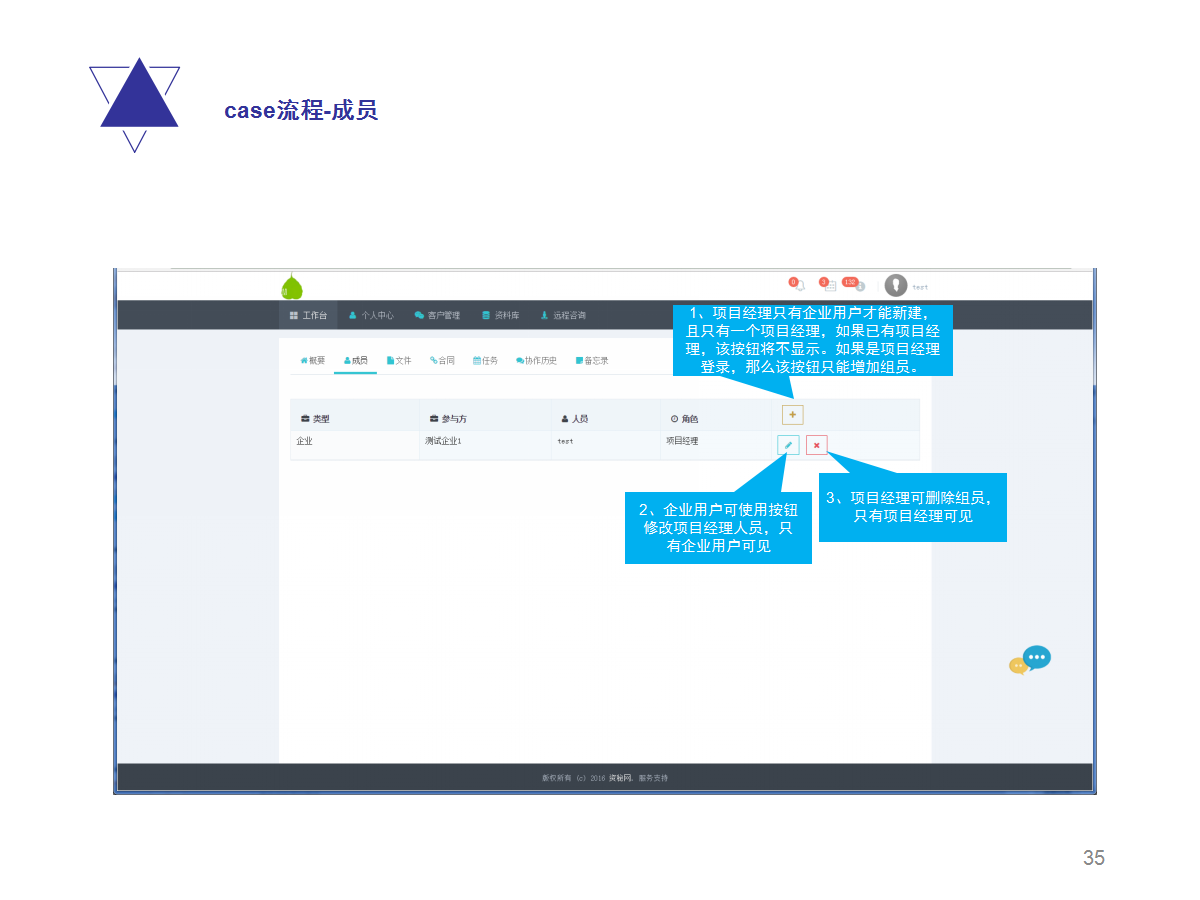 case流程-成员
0
3
132
test
工作台
个人中心
客户管理
资料库
远程咨询
1、项目经理只有企业用户才能新建，
且只有一个项目经理，如果已有项目经
理，该按钮将不显示。如果是项目经理
登录，那么该按钮只能增加组员。
概要
成员
文件
合同
任务
协作历史
备忘录
类型
参与方
人员
角色
企业
测试企业1
test
项目经理
2、企业用户可使用按钮
修改项目经理人员，只
有企业用户可见
3、项目经理可删除组员，
只有项目经理可见
版权所有 (c) 2016 资秘网, 服务支持
35